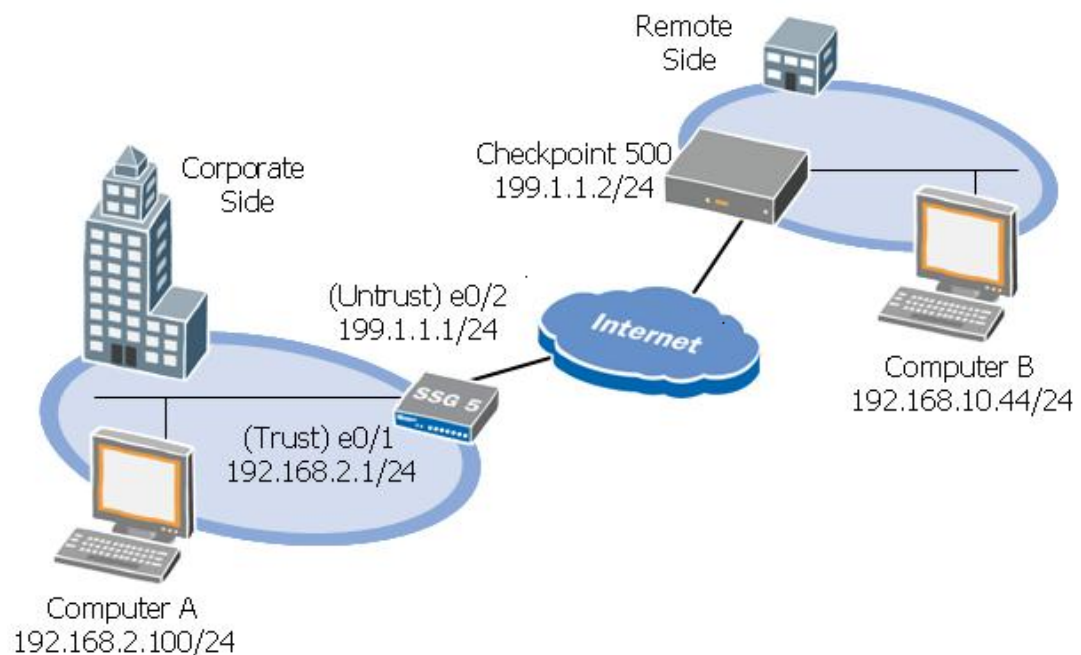 Remote
Side
Checkpoint 500
199.1.1.2/24
Corporate
Side
(Untrust) e0/2
199.1.1.1/24
Internet
Computer B
192.168.10.44/24
SSG 5
(Trust) e0/1
192.168.2.1/24
Computer A
192.168.2.100/24